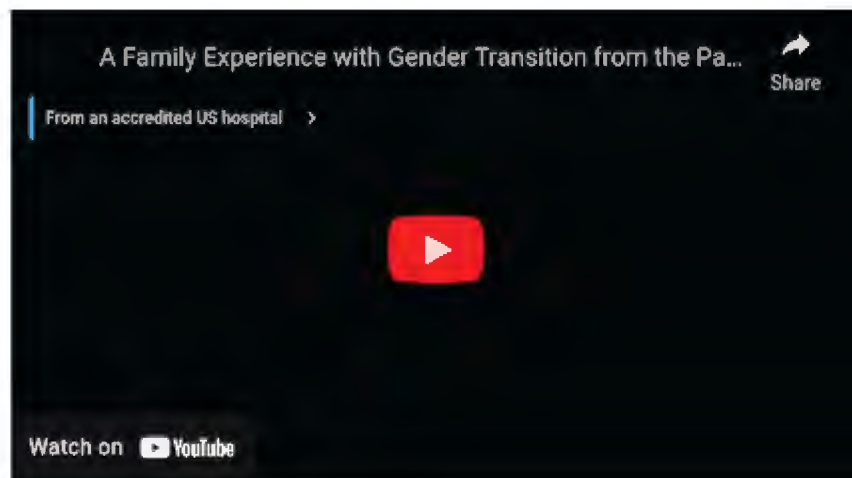 A Family Experience with Gender Transition from the Pa...
Share
From an accredited US hospital
Watch on YouTube